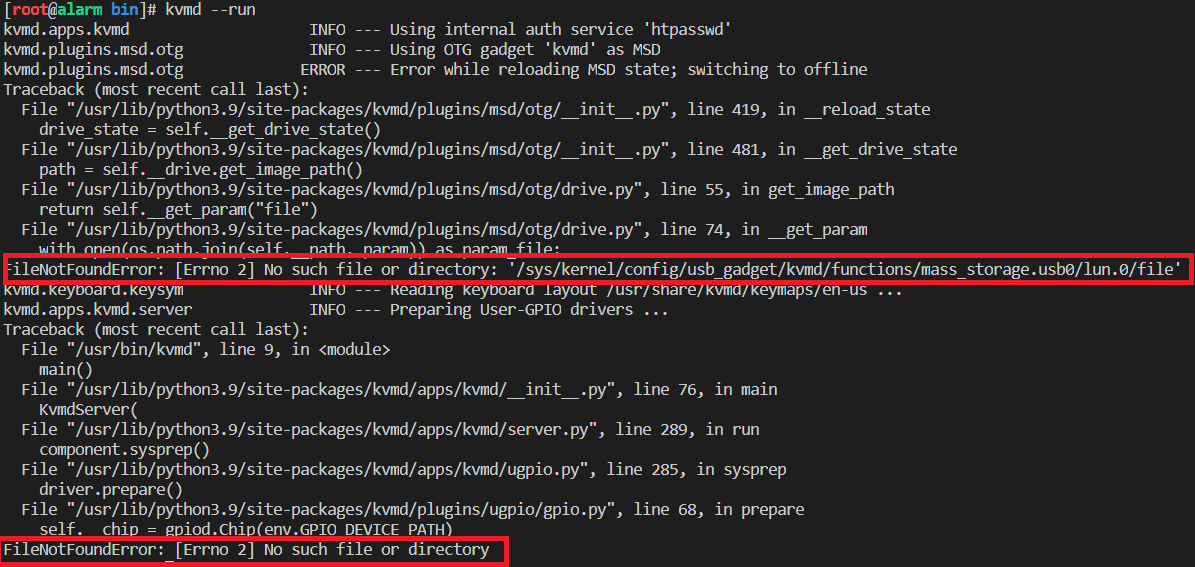 [root@alarm bin]# kvmd --run
kvmd.apps.kvmd                    INFO --- Using internal auth service 'htpasswd'
kvmd.plugins.msd.otg              INFO --- Using OTG gadget 'kvmd' as MSD
kvmd.plugins.msd.otg             ERROR --- Error while reloading MSD state; switching to offline
Traceback (most recent call last):
  File "/usr/lib/python3.9/site-packages/kvmd/plugins/msd/otg/__init__.py", line 419, in __reload_state
    drive_state = self.__get_drive_state()
  File "/usr/lib/python3.9/site-packages/kvmd/plugins/msd/otg/__init__.py", line 481, in __get_drive_state
    path = self.__drive.get_image_path()
  File "/usr/lib/python3.9/site-packages/kvmd/plugins/msd/otg/drive.py", line 55, in get_image_path
    return self.__get_param("file")
  File "/usr/lib/python3.9/site-packages/kvmd/plugins/msd/otg/drive.py", line 74, in __get_param
    with open(os.path.join(self.__path, param)) as param_file:
FileNotFoundError: [Errno 2] No such file or directory: '/sys/kernel/config/usb_gadget/kvmd/functions/mass_storage.usb0/lun.0/file'
kvmd.keyboard.keysym              INFO --- Reading keyboard layout /usr/share/kvmd/keymaps/en-us ...
kvmd.apps.kvmd.server             INFO --- Preparing User-GPIO drivers ...
Traceback (most recent call last):
  File "/usr/bin/kvmd", line 9, in <module>
    main()
  File "/usr/lib/python3.9/site-packages/kvmd/apps/kvmd/__init__.py", line 76, in main
    KvmdServer(
  File "/usr/lib/python3.9/site-packages/kvmd/apps/kvmd/server.py", line 289, in run
    component.sysprep()
  File "/usr/lib/python3.9/site-packages/kvmd/apps/kvmd/ugpio.py", line 285, in sysprep
    driver.prepare()
  File "/usr/lib/python3.9/site-packages/kvmd/plugins/ugpio/gpio.py", line 68, in prepare
    self.__chip = gpiod.Chip(env.GPIO_DEVICE_PATH)
FileNotFoundError: [Errno 2] No such file or directory